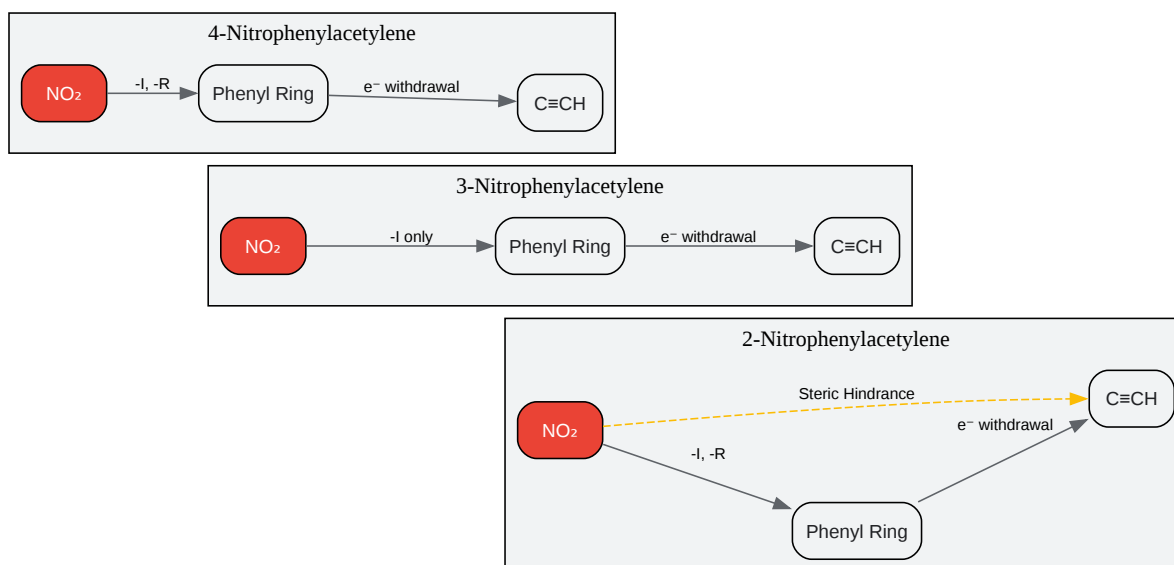 4-Nitrophenylacetylene
NO₂
-I, -R
Phenyl Ring
e⁻ withdrawal
C≡CH
3-Nitrophenylacetylene
NO₂
-I only
Phenyl Ring
e⁻ withdrawal
C≡CH
2-Nitrophenylacetylene
Steric Hindrance
C≡CH
NO₂
e⁻ withdrawal
-I, -R
Phenyl Ring